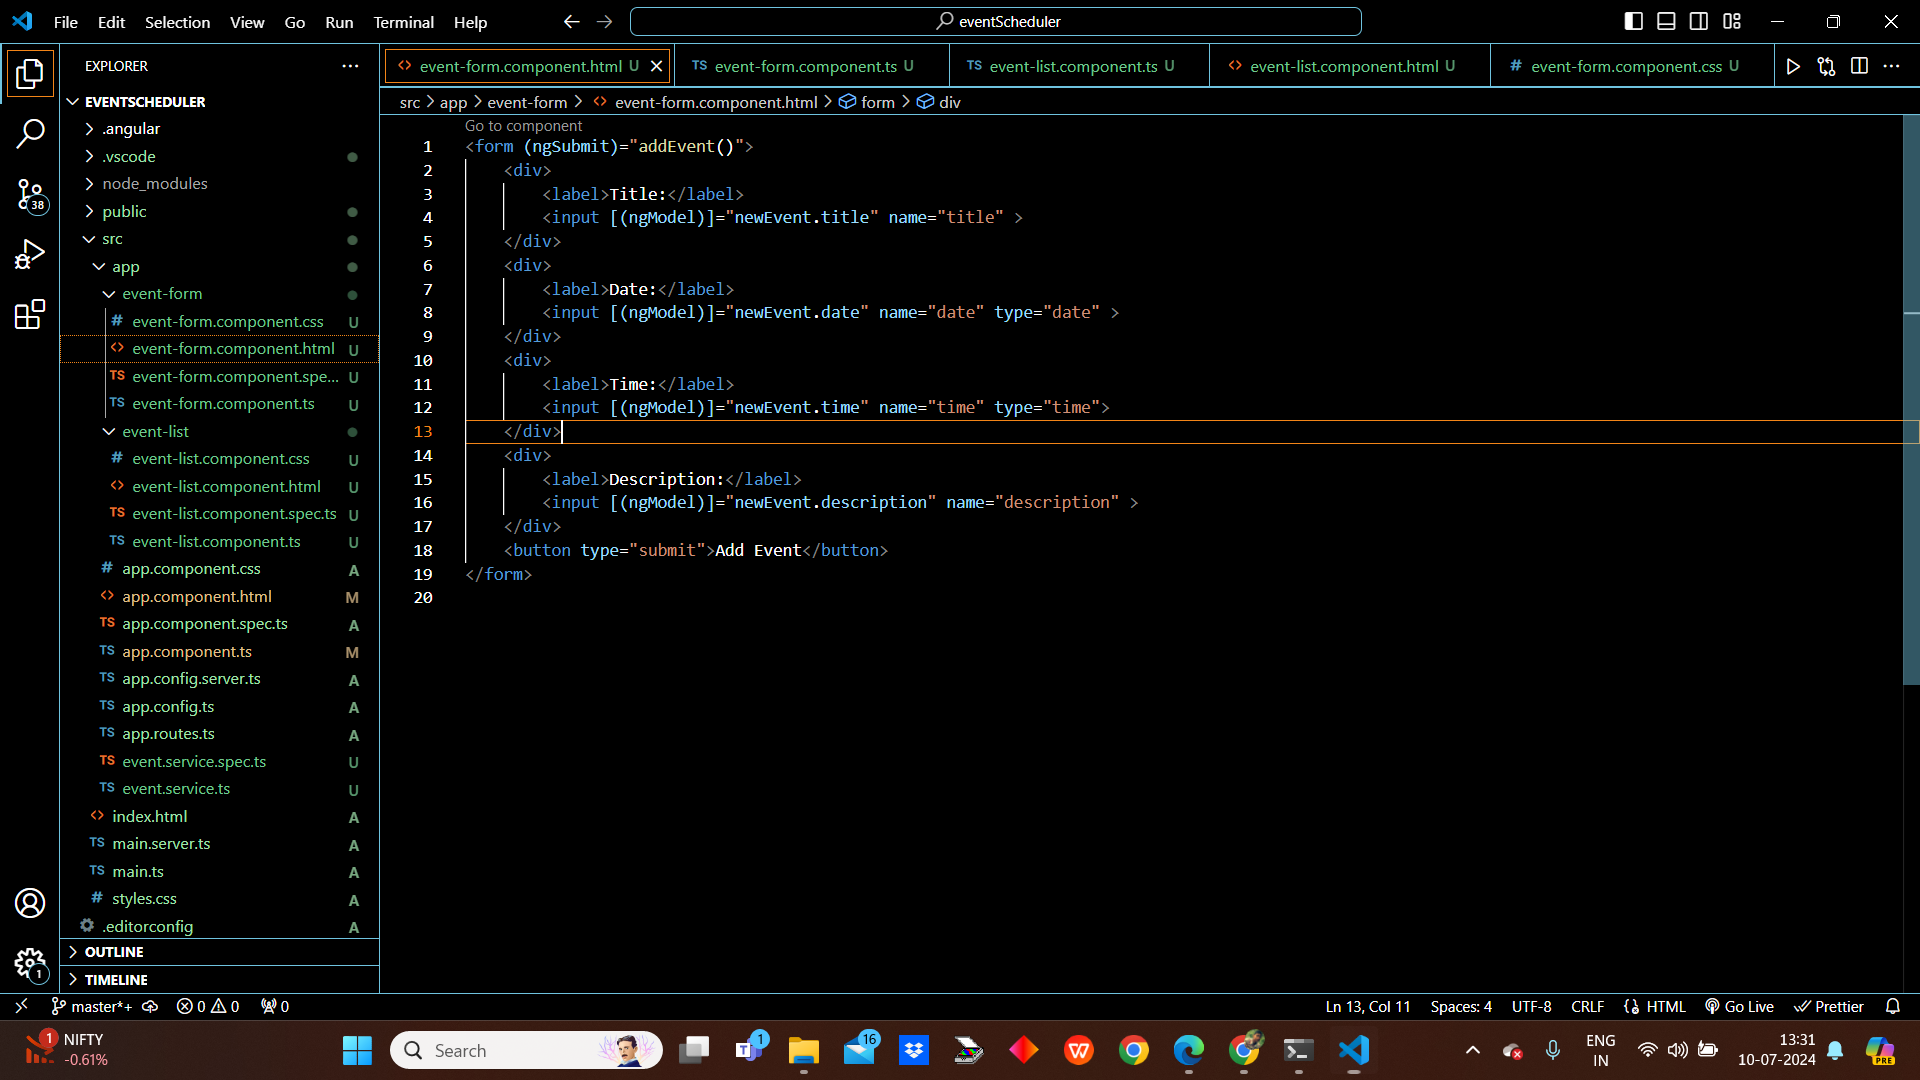 File Edit Selection View Go Run Terminal Help
eventScheduler
EXPLORER
EVENTSCHEDULER
.angular
.vscode
node_modules
public
src
app
event-form
# event-form.component.css U
<> event-form.component.html U
TS event-form.component.spe... U
TS event-form.component.ts U
event-list
# event-list.component.css U
<> event-list.component.html U
TS event-list.component.spec.ts U
TS event-list.component.ts U
# app.component.css A
<> app.component.html M
TS app.component.spec.ts A
TS app.component.ts M
TS app.config.server.ts A
TS app.config.ts A
TS app.routes.ts A
TS event.service.spec.ts U
TS event.service.ts U
<> index.html A
TS main.server.ts A
TS main.ts A
# styles.css A
.editorconfig A
OUTLINE
TIMELINE
38
1
<> event-form.component.html U
TS event-form.component.ts U
TS event-list.component.ts U
<> event-list.component.html U
# event-form.component.css U
src > app > event-form > <> event-form.component.html > form > div
Go to component
1 <form (ngSubmit)="addEvent()">
2 <div>
3 <label>Title:</label>
4 <input [(ngModel)]="newEvent.title" name="title" >
5 </div>
6 <div>
7 <label>Date:</label>
8 <input [(ngModel)]="newEvent.date" name="date" type="date" >
9 </div>
10 <div>
11 <label>Time:</label>
12 <input [(ngModel)]="newEvent.time" name="time" type="time">
13 </div>
14 <div>
15 <label>Description:</label>
16 <input [(ngModel)]="newEvent.description" name="description" >
17 </div>
18 <button type="submit">Add Event</button>
19 </form>
20
master*+ 0 0 0
Ln 13, Col 11 Spaces: 4 UTF-8 CRLF HTML Go Live Prettier
1 NIFTY
-0.61%
Search
1
16
W
PRE
ENG
IN
13:31
10-07-2024